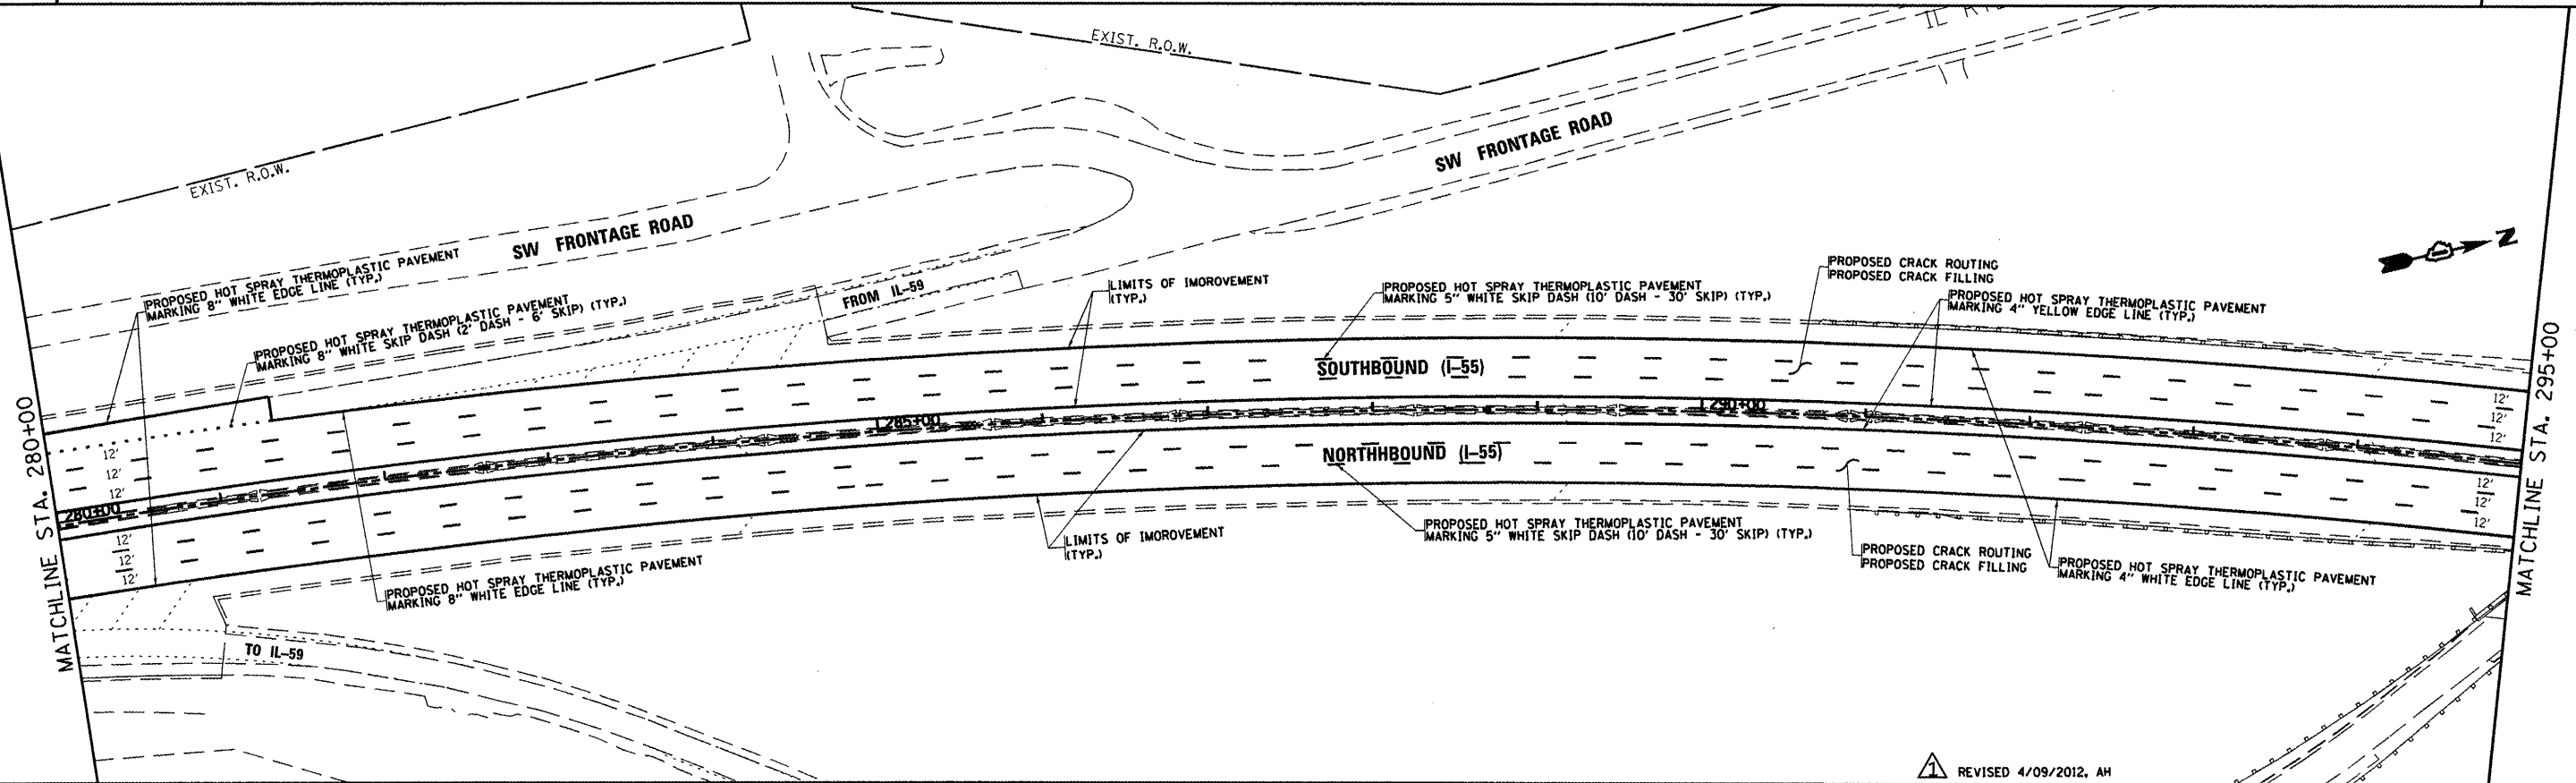 EXIST. R.O.W.
IL RTE
EXIST. R.O.W.
SW FRONTAGE ROAD
SW FRONTAGE ROAD
N
PROPOSED HOT SPRAY THERMOPLASTIC PAVEMENT
MARKING 8" WHITE EDGE LINE (TYP.)
PROPOSED HOT SPRAY THERMOPLASTIC PAVEMENT
MARKING 8" WHITE SKIP DASH (2' DASH - 6' SKIP) (TYP.)
FROM IL-59
LIMITS OF IMOROVEMENT
(TYP.)
PROPOSED HOT SPRAY THERMOPLASTIC PAVEMENT
MARKING 5" WHITE SKIP DASH (10' DASH - 30' SKIP) (TYP.)
PROPOSED CRACK ROUTING
PROPOSED CRACK FILLING
PROPOSED HOT SPRAY THERMOPLASTIC PAVEMENT
MARKING 4" YELLOW EDGE LINE (TYP.)
MATCHLINE STA. 280+00
MATCHLINE STA. 295+00
SOUTHBOUND (I-55)
12'
12'
12'
12'
12'
12'
280+00
285+00
290+00
NORTHHBOUND (I-55)
12'
12'
12'
12'
12'
12'
LIMITS OF IMOROVEMENT
(TYP.)
PROPOSED HOT SPRAY THERMOPLASTIC PAVEMENT
MARKING 5" WHITE SKIP DASH (10' DASH - 30' SKIP) (TYP.)
PROPOSED CRACK ROUTING
PROPOSED CRACK FILLING
PROPOSED HOT SPRAY THERMOPLASTIC PAVEMENT
MARKING 4" WHITE EDGE LINE (TYP.)
PROPOSED HOT SPRAY THERMOPLASTIC PAVEMENT
MARKING 8" WHITE EDGE LINE (TYP.)
TO IL-59
1 REVISED 4/09/2012, AH